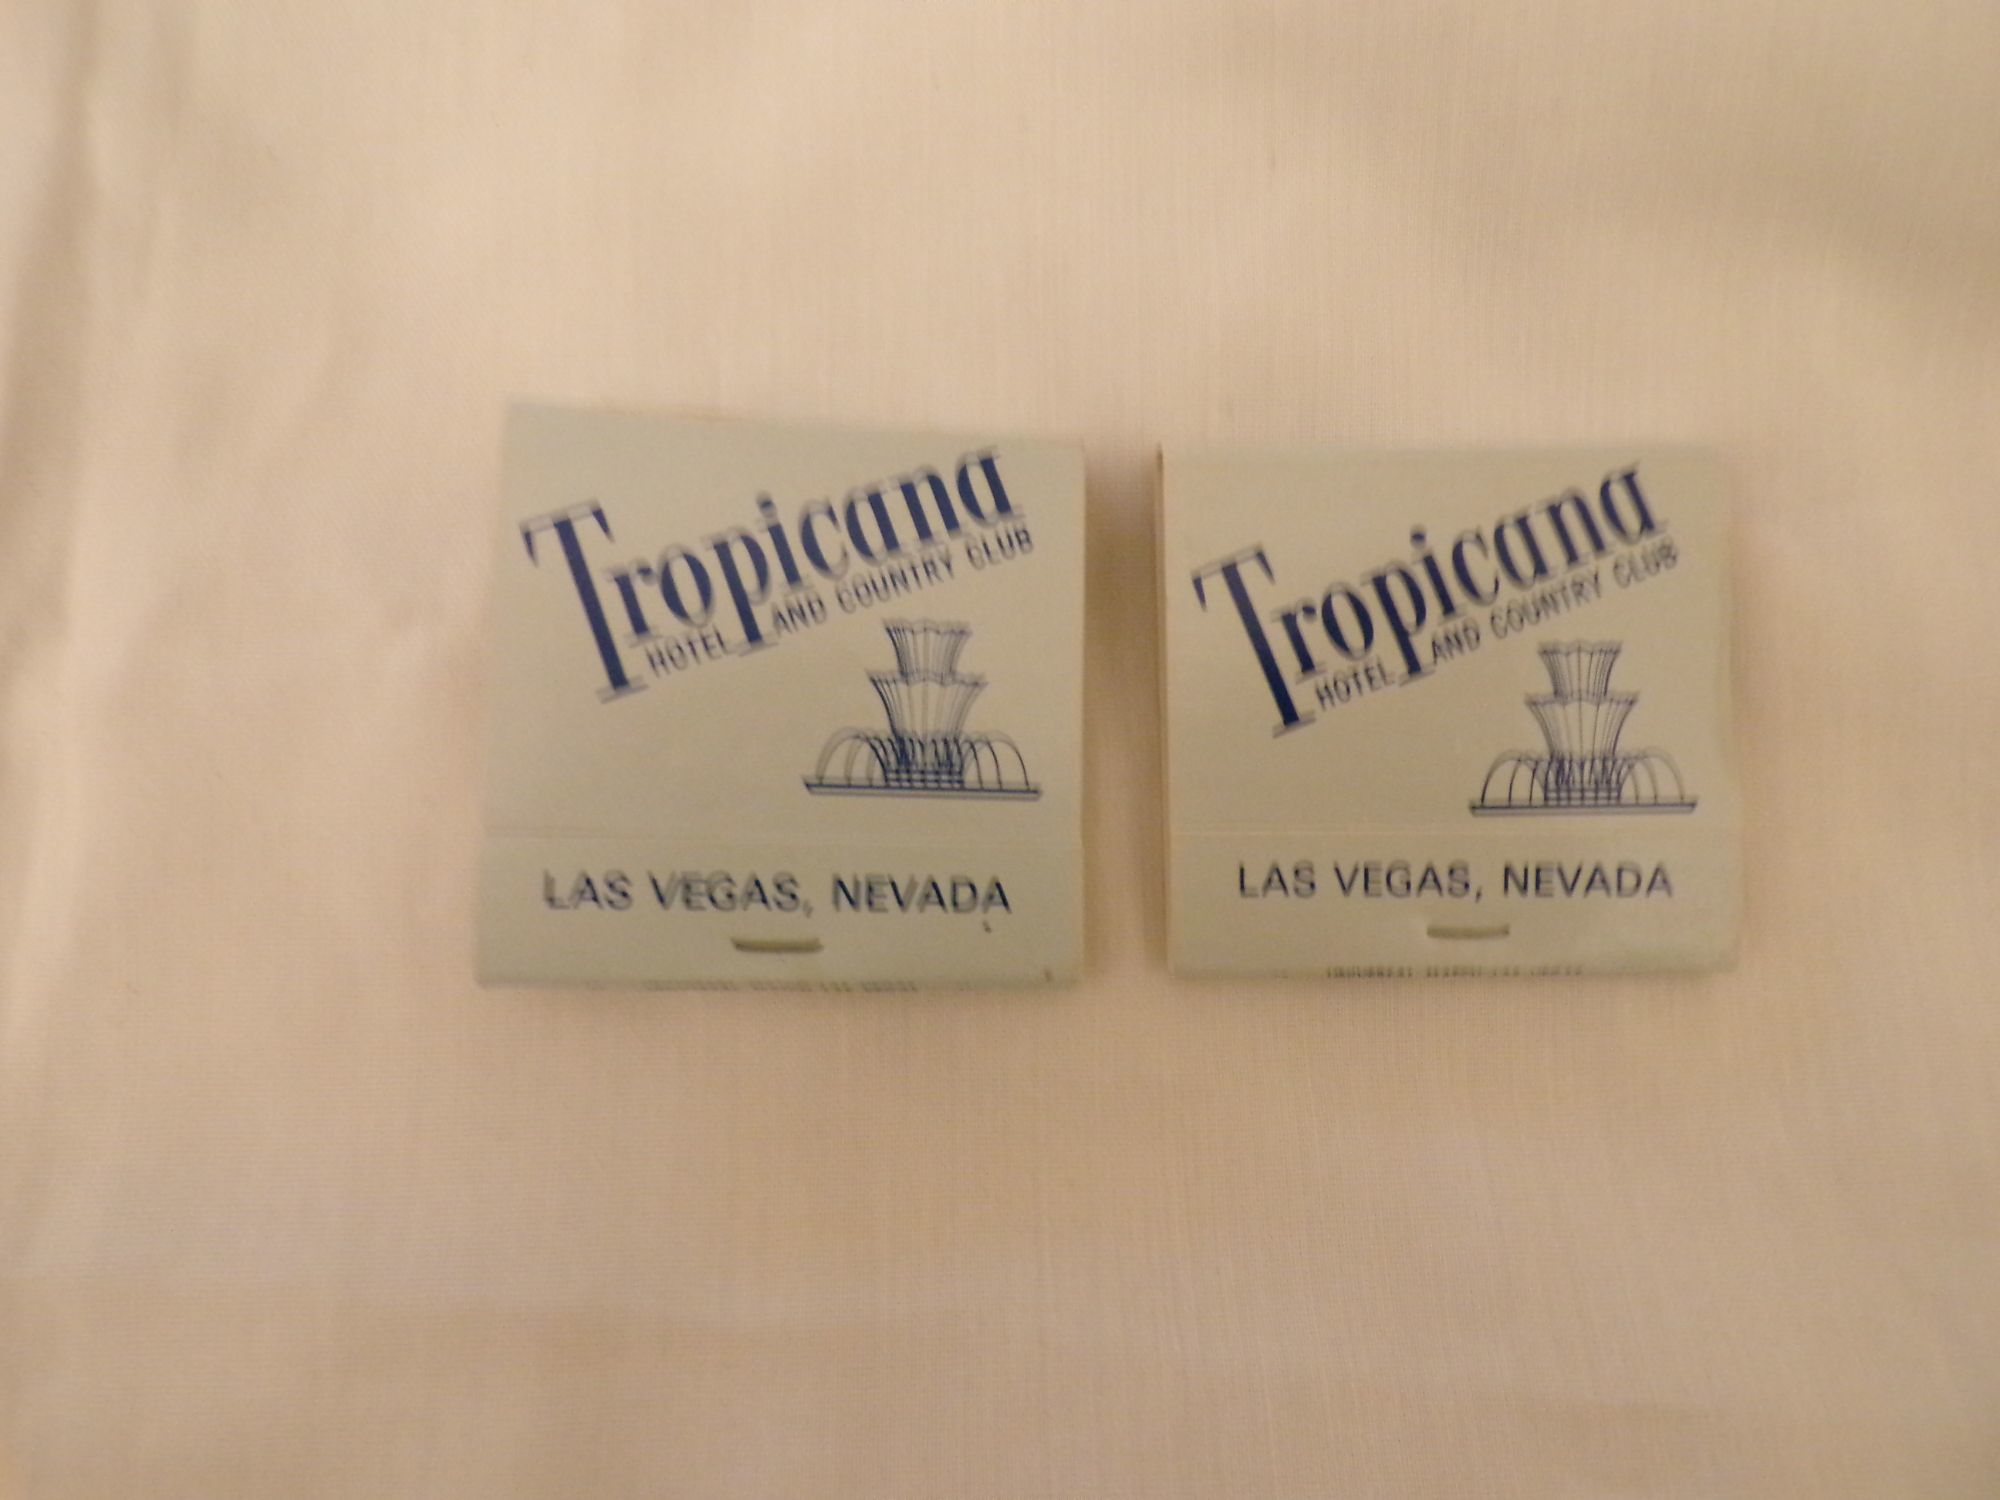 Tropicana
HOTEL AND COUNTRY CLUB
LAS VEGAS, NEVADA
Tropicana
HOTEL AND COUNTRY CLUB
LAS VEGAS, NEVADA